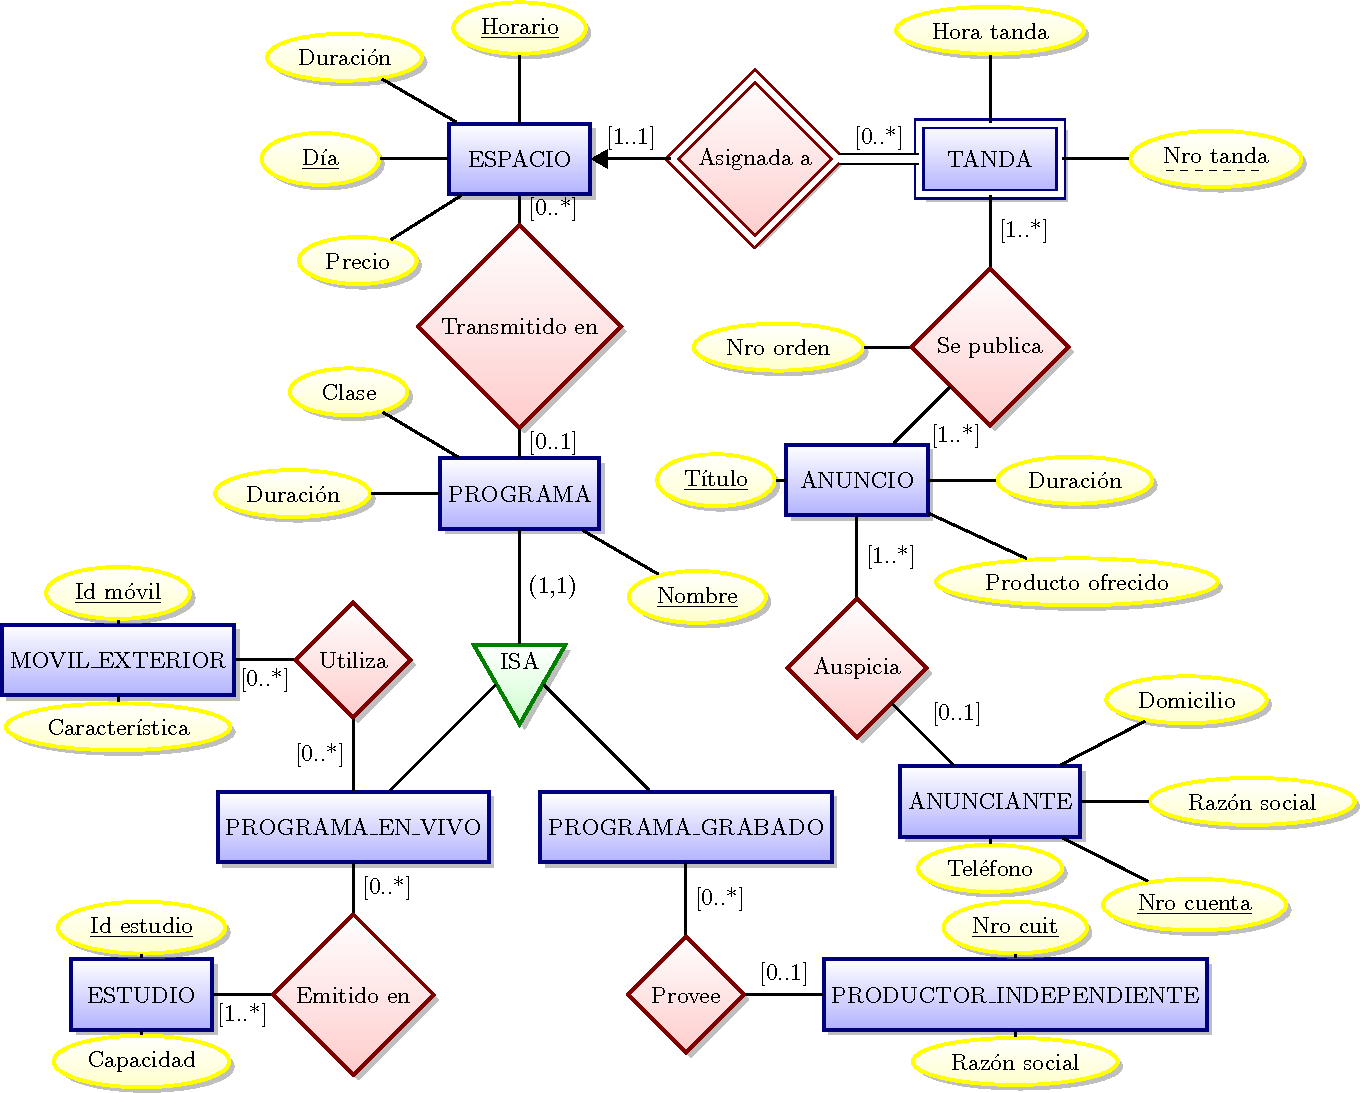 Horario
Hora tanda
Duración
[1..1]
[0..*]
ESPACIO
Asignada a
TANDA
Nro tanda
Día
[0..*]
[1..*]
Precio
Transmitido en
Nro orden
Se publica
Clase
[0..1]
[1..*]
Duración
PROGRAMA
Título
ANUNCIO
Duración
[1..*]
Producto ofrecido
(1,1)
Id móvil
Nombre
MOVIL_EXTERIOR
Utiliza
ISA
Auspicia
[0..*]
Característica
Domicilio
[0..1]
[0..*]
ANUNCIANTE
Razón social
PROGRAMA_EN_VIVO
PROGRAMA_GRABADO
Teléfono
[0..*]
[0..*]
Nro cuenta
Id estudio
Nro cuit
[0..1]
ESTUDIO
Emitido en
Provee
PRODUCTOR_INDEPENDIENTE
[1..*]
Capacidad
Razón social